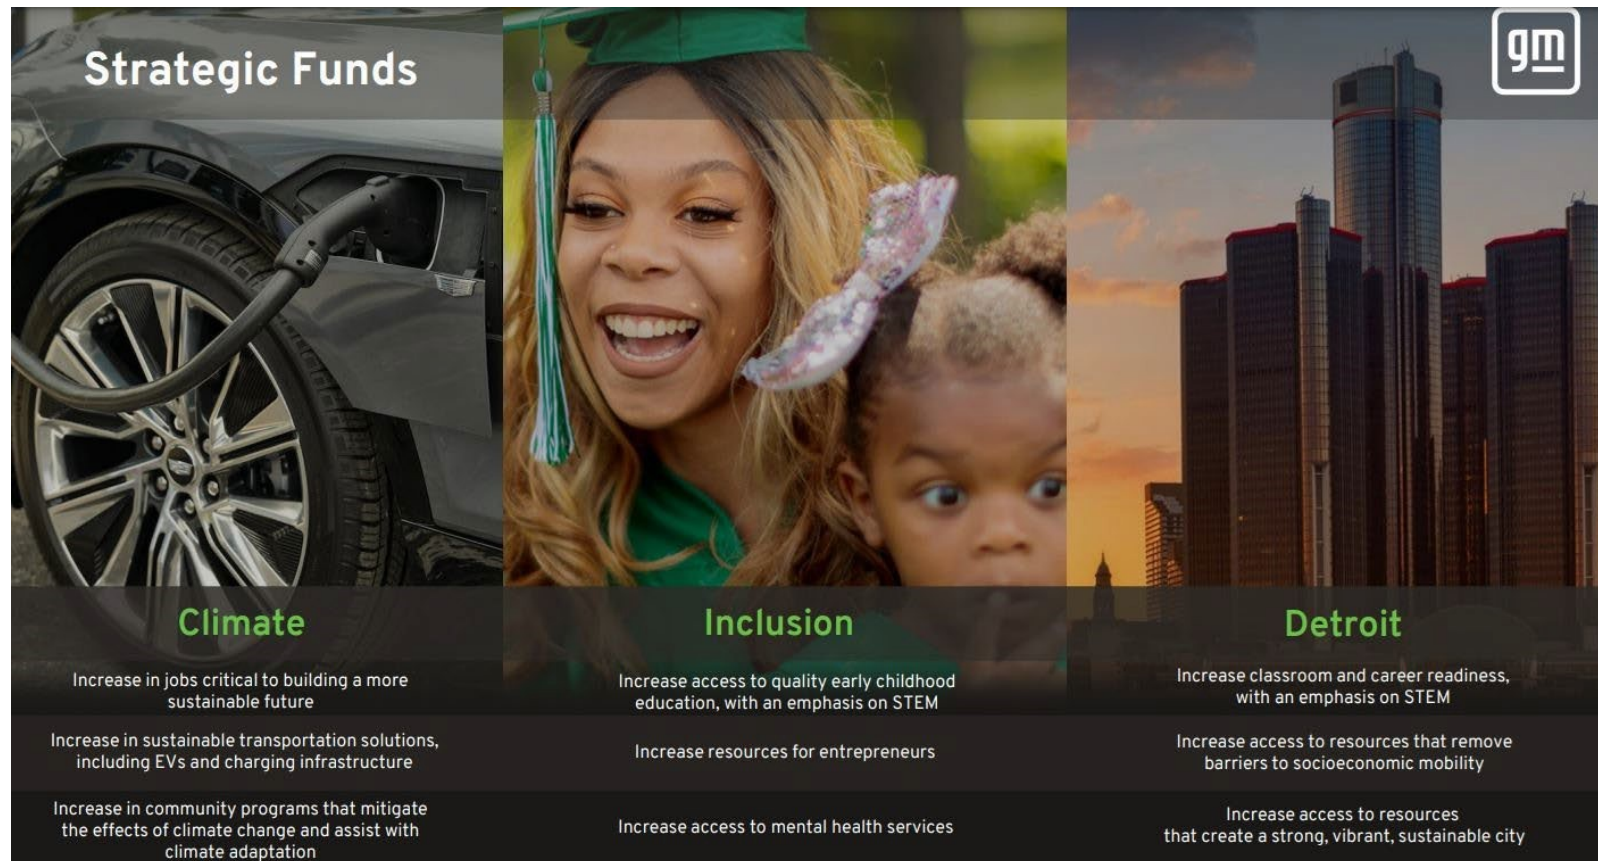 Strategic Funds
gm
Climate
Increase in jobs critical to building a more
sustainable future
Increase in sustainable transportation solutions,
including EVs and charging infrastructure
Increase in community programs that mitigate
the effects of climate change and assist with
climate adaptation
Inclusion
Increase access to quality early childhood
education, with an emphasis on STEM
Increase resources for entrepreneurs
Increase access to mental health services
Detroit
Increase classroom and career readiness,
with an emphasis on STEM
Increase access to resources that remove
barriers to socioeconomic mobility
Increase access to resources
that create a strong, vibrant, sustainable city